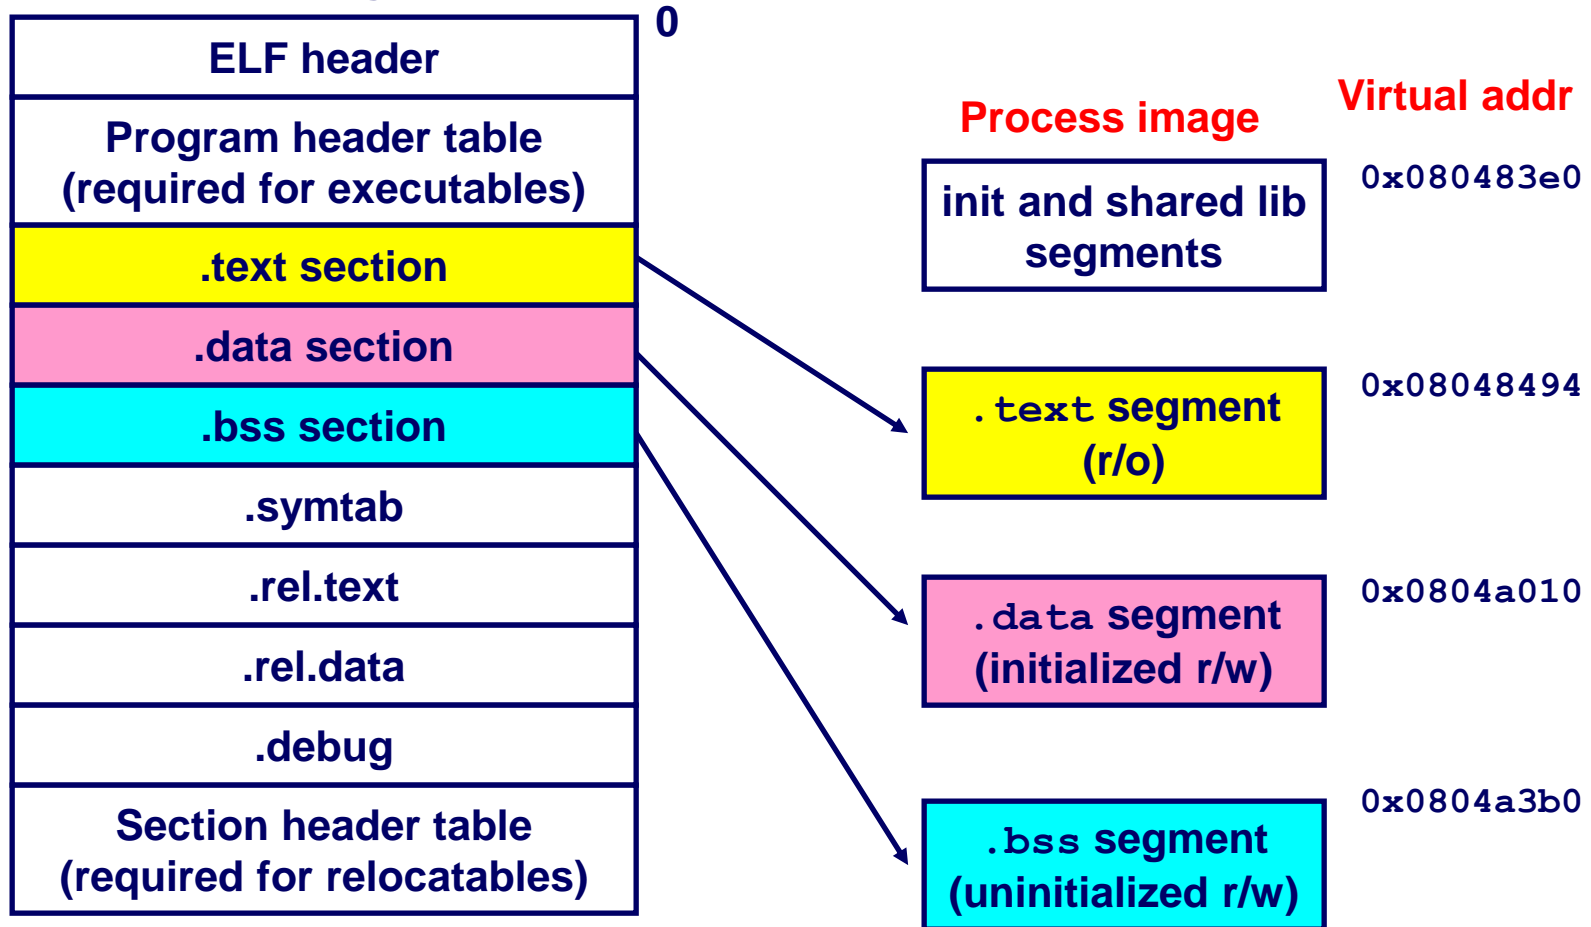 0
ELF header
Program header table
(required for executables)
.text section
.data section
.bss section
.symtab
.rel.text
.rel.data
.debug
Section header table
(required for relocatables)
Process image
Virtual addr
init and shared lib
segments
0x080483e0
.text segment
(r/o)
0x08048494
.data segment
(initialized r/w)
0x0804a010
.bss segment
(uninitialized r/w)
0x0804a3b0